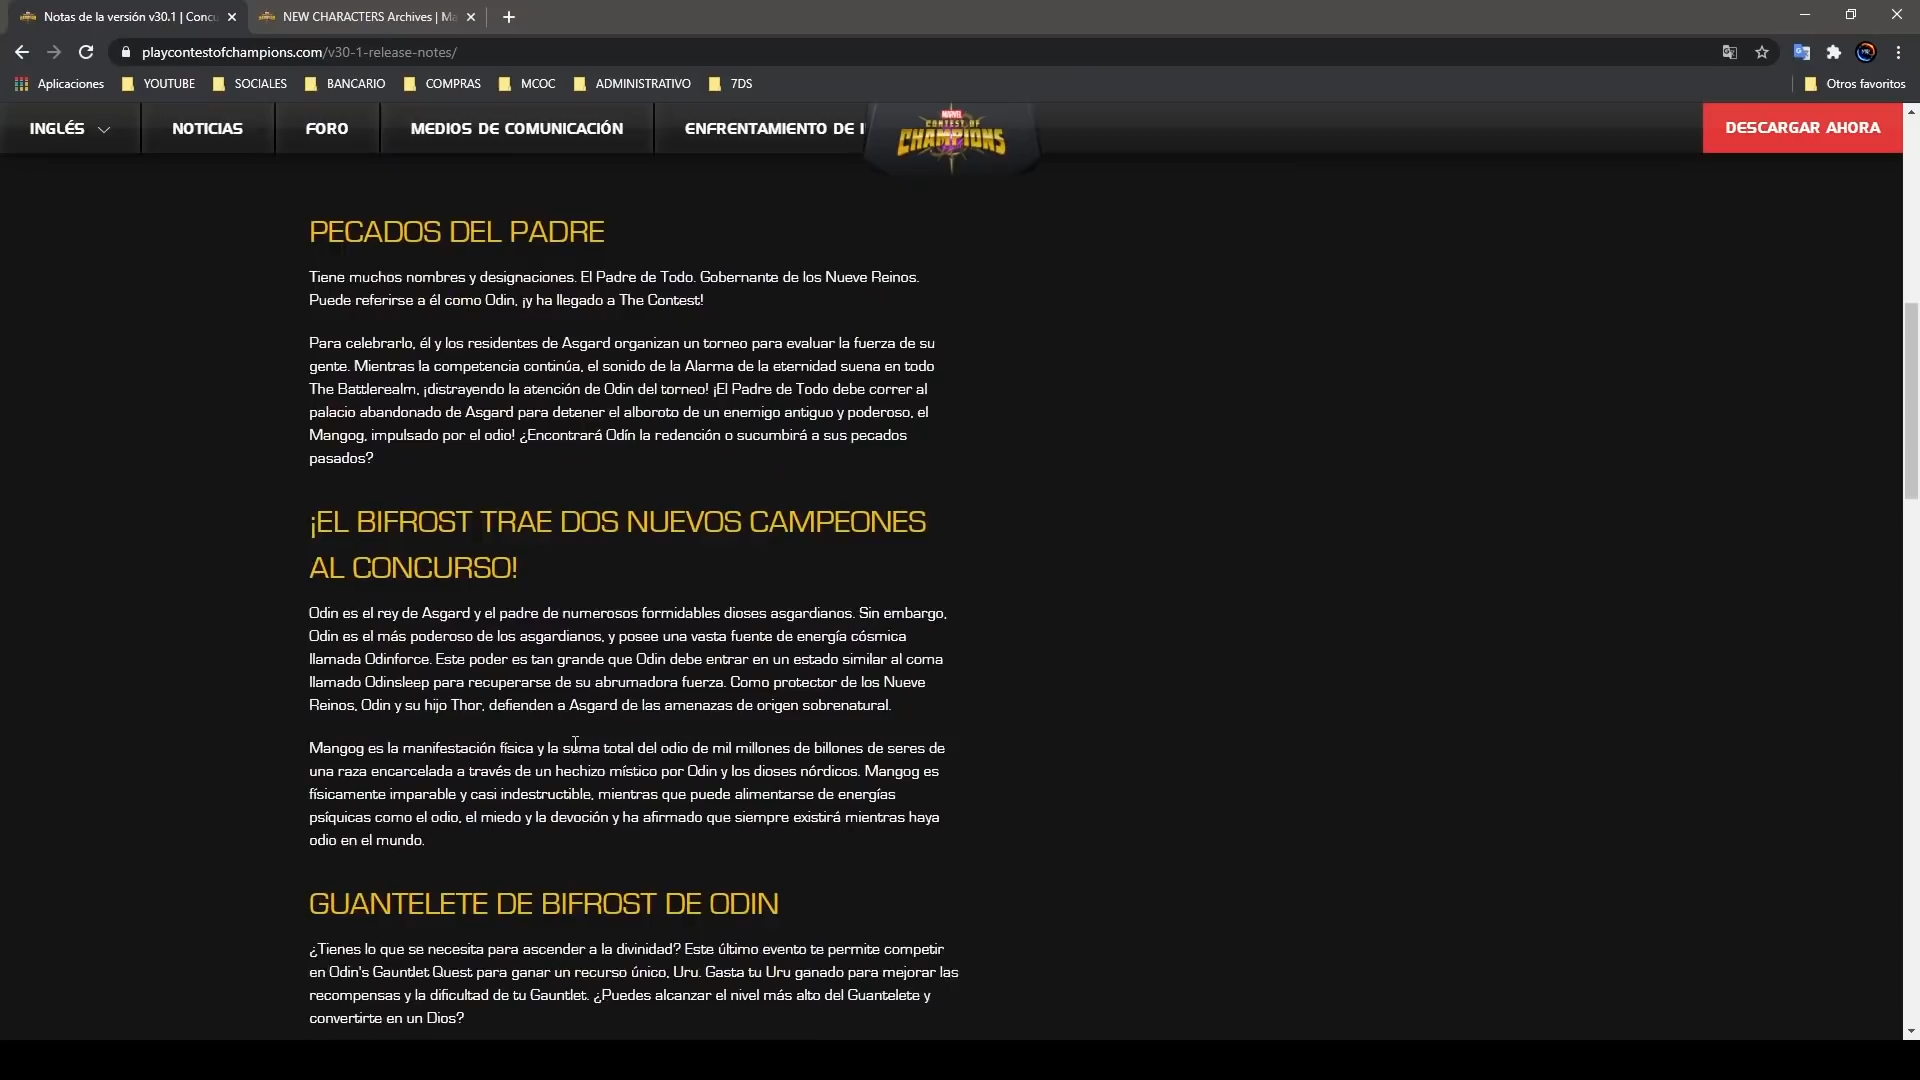 Notas de la versión v30.1 | Concu
NEW CHARACTERS Archives | Ma
playcontestofchampions.com/v30-1-release-notes/
Aplicaciones
YOUTUBE
SOCIALES
BANCARIO
COMPRAS
MCOC
ADMINISTRATIVO
7DS
Otros favoritos
INGLÉS
NOTICIAS
FORO
MEDIOS DE COMUNICACIÓN
ENFRENTAMIENTO DE I
MARVEL
CONTEST OF
CHAMPIONS
DESCARGAR AHORA
PECADOS DEL PADRE
Tiene muchos nombres y designaciones. El Padre de Todo. Gobernante de los Nueve Reinos.
Puede referirse a él como Odin, ¡y ha llegado a The Contest!
Para celebrarlo, él y los residentes de Asgard organizan un torneo para evaluar la fuerza de su
gente. Mientras la competencia continúa, el sonido de la Alarma de la eternidad suena en todo
The Battlerealm, ¡distrayendo la atención de Odin del torneo! ¡El Padre de Todo debe correr al
palacio abandonado de Asgard para detener el alboroto de un enemigo antiguo y poderoso, el
Mangog, impulsado por el odio! ¿Encontrará Odín la redención o sucumbirá a sus pecados
pasados?
¡EL BIFROST TRAE DOS NUEVOS CAMPEONES
AL CONCURSO!
Odin es el rey de Asgard y el padre de numerosos formidables dioses asgardianos. Sin embargo,
Odin es el más poderoso de los asgardianos, y posee una vasta fuente de energía cósmica
llamada Odinforce. Este poder es tan grande que Odin debe entrar en un estado similar al coma
llamado Odinsleep para recuperarse de su abrumadora fuerza. Como protector de los Nueve
Reinos, Odin y su hijo Thor, defienden a Asgard de las amenazas de origen sobrenatural.
Mangog es la manifestación física y la suma total del odio de mil millones de billones de seres de
una raza encarcelada a través de un hechizo místico por Odin y los dioses nórdicos. Mangog es
físicamente imparable y casi indestructible, mientras que puede alimentarse de energías
psíquicas como el odio, el miedo y la devoción y ha afirmado que siempre existirá mientras haya
odio en el mundo.
GUANTELETE DE BIFROST DE ODIN
¿Tienes lo que se necesita para ascender a la divinidad? Este último evento te permite competir
en Odin's Gauntlet Quest para ganar un recurso único, Uru. Gasta tu Uru ganado para mejorar las
recompensas y la dificultad de tu Gauntlet. ¿Puedes alcanzar el nivel más alto del Guantelete y
convertirte en un Dios?